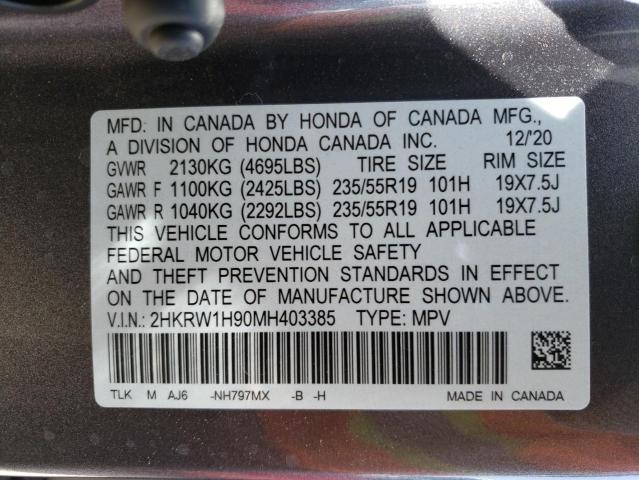 MFD. IN CANADA BY HONDA OF CANADA MFG.,
A DIVISION OF HONDA CANADA INC. 12/'20
GVWR 2130KG (4695LBS) TIRE SIZE RIM SIZE
GAWR F 1100KG (2425LBS) 235/55R19 101H 19X7.5J
GAWR R 1040KG (2292LBS) 235/55R19 101H 19X7.5J
THIS VEHICLE CONFORMS TO ALL APPLICABLE
FEDERAL MOTOR VEHICLE SAFETY
AND THEFT PREVENTION STANDARDS IN EFFECT
ON THE DATE OF MANUFACTURE SHOWN ABOVE.
V.I.N.: 2HKRW1H90MH403385 TYPE: MPV
TLK M AJ6 -NH797MX -B -H MADE IN CANADA